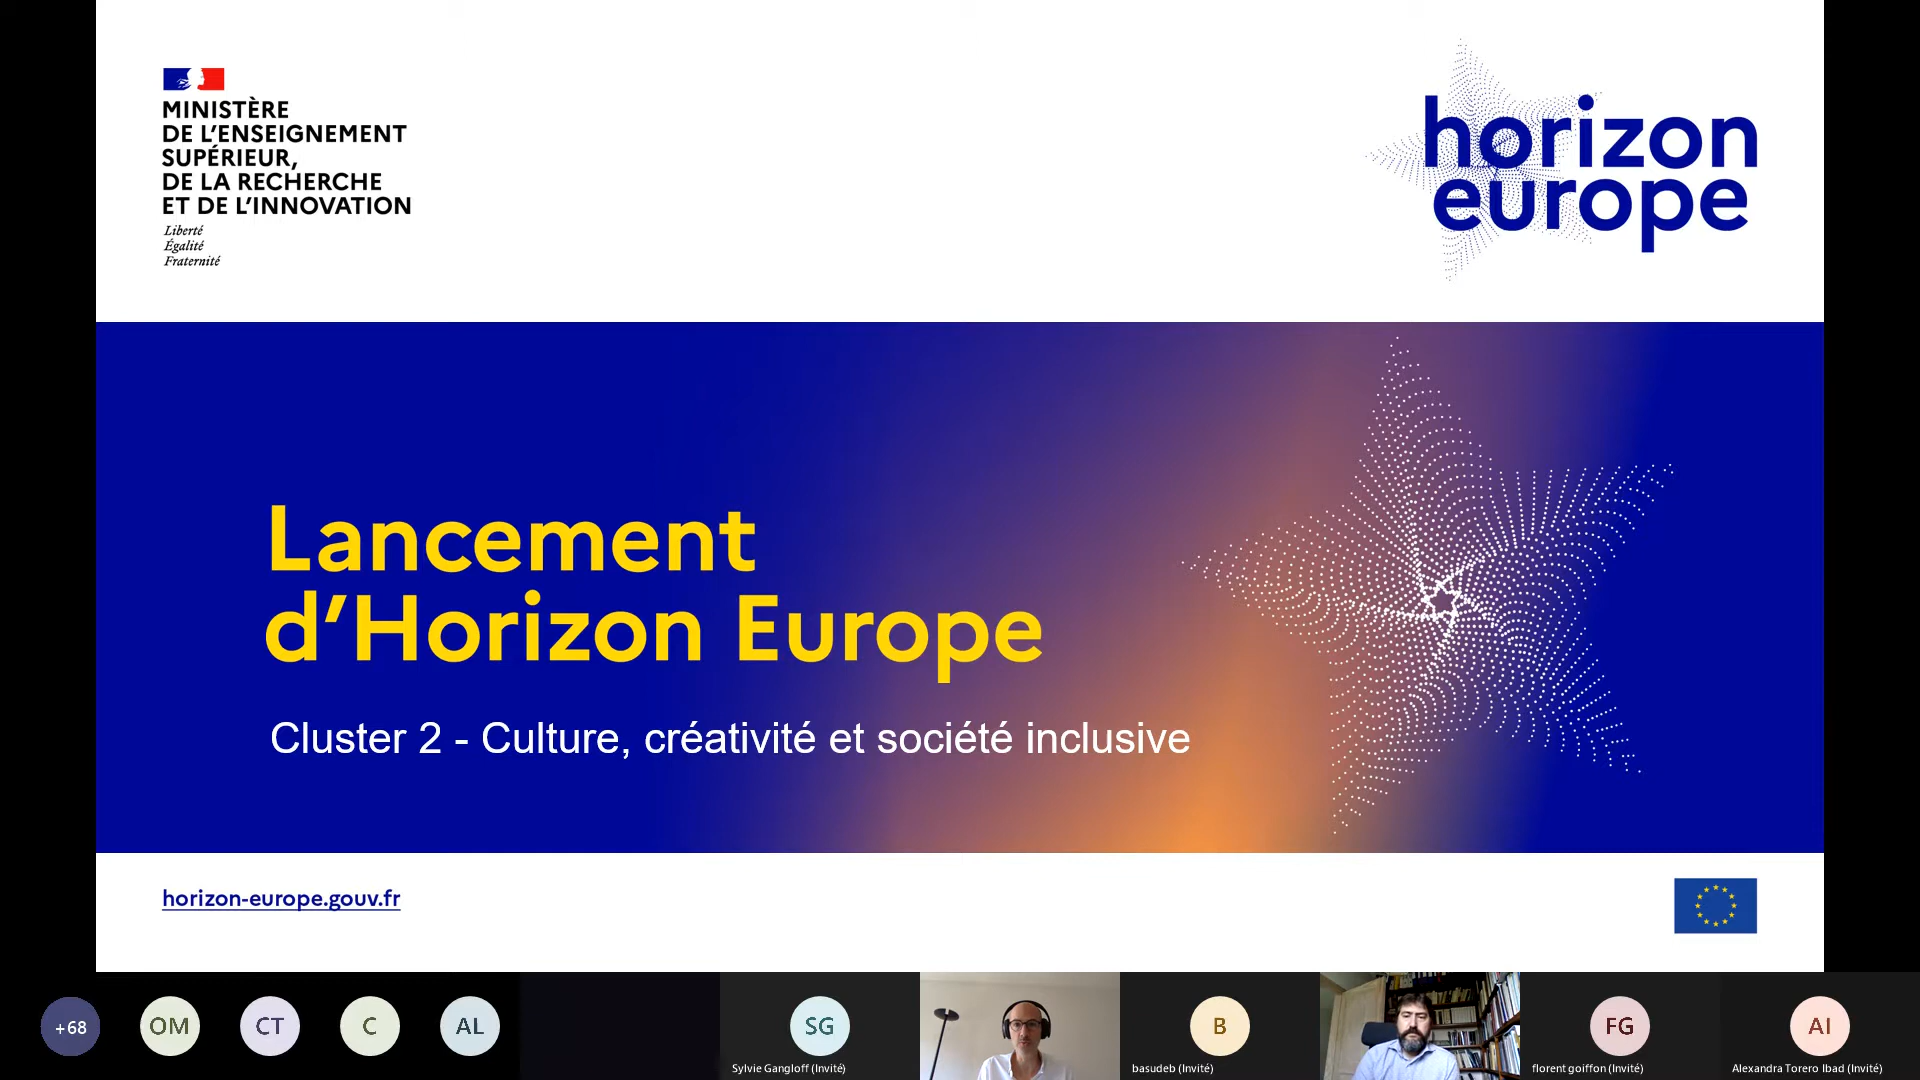 MINISTÈRE
DE L'ENSEIGNEMENT
SUPÉRIEUR,
DE LA RECHERCHE
ET DE L'INNOVATION
Liberté
Égalité
Fraternité
horizon
europe
Lancement
d'Horizon Europe
Cluster 2 - Culture, créativité et société inclusive
horizon-europe.gouv.fr
+68
OM
CT
C
AL
SG
B
FG
AI
Sylvie Gangloff (Invité)
basudeb (Invité)
florent goiffon (Invité)
Alexandra Torero Ibad (Invité)